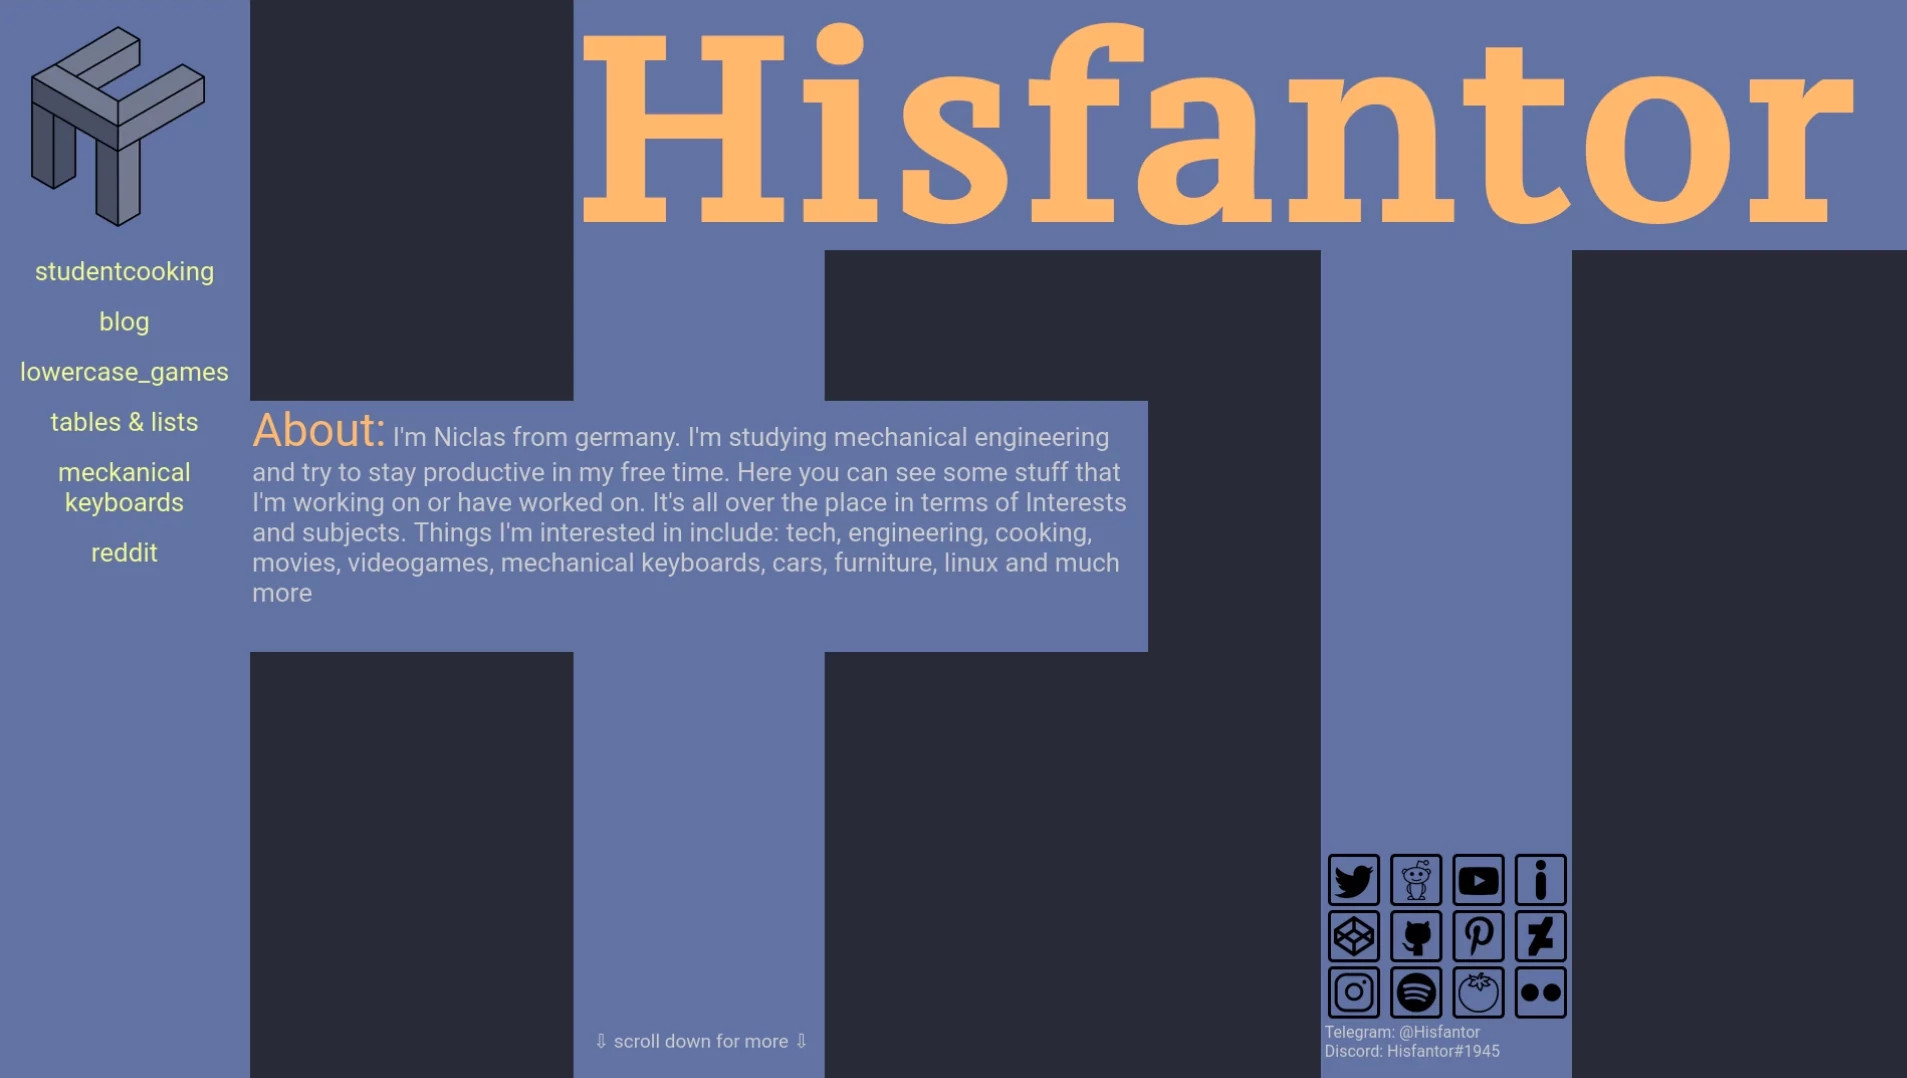 Hisfantor
studentcooking
blog
lowercase_games
tables & lists
meckanical
keyboards
reddit
About: I'm Niclas from germany. I'm studying mechanical engineering
and try to stay productive in my free time. Here you can see some stuff that
I'm working on or have worked on. It's all over the place in terms of Interests
and subjects. Things I'm interested in include: tech, engineering, cooking,
movies, videogames, mechanical keyboards, cars, furniture, linux and much
more
⇩ scroll down for more ⇩
Telegram: @Hisfantor
Discord: Hisfantor#1945